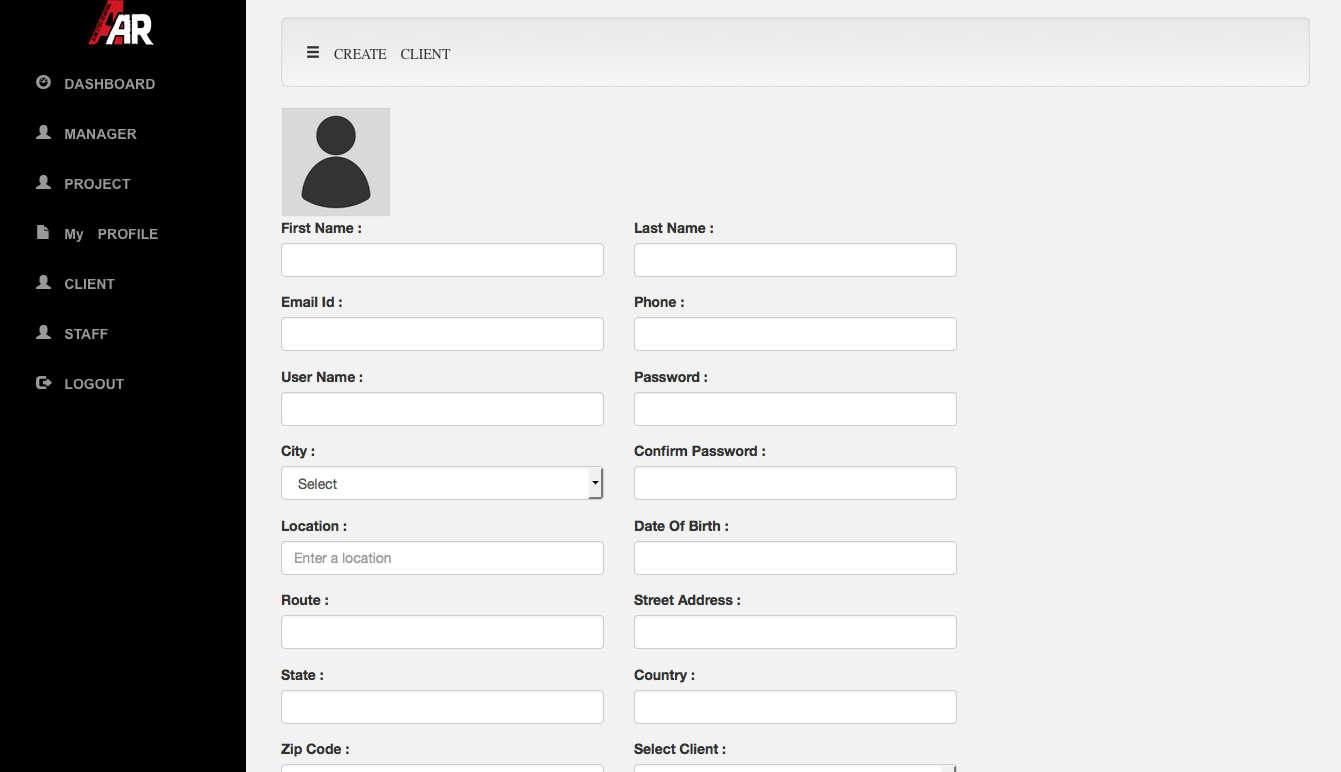 AAR
DASHBOARD
MANAGER
PROJECT
My PROFILE
CLIENT
STAFF
LOGOUT
CREATE CLIENT
First Name :
Last Name :
Email Id :
Phone :
User Name :
Password :
City :
Confirm Password :
Select
Location :
Date Of Birth :
Enter a location
Route :
Street Address :
State :
Country :
Zip Code :
Select Client :